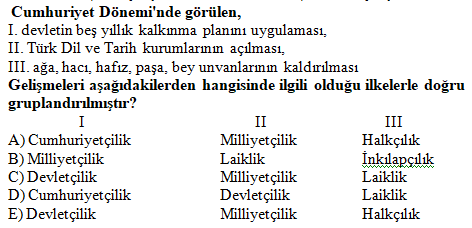 Cumhuriyet Dönemi'nde görülen,
I. devletin beş yıllık kalkınma planını uygulaması,
II. Türk Dil ve Tarih kurumlarının açılması,
III. ağa, hacı, hafız, paşa, bey unvanlarının kaldırılması
Gelişmeleri aşağıdakilerden hangisinde ilgili olduğu ilkelerle doğru
gruplandırılmıştır?
I II III
A) Cumhuriyetçilik Milliyetçilik Halkçılık
B) Milliyetçilik Laiklik İnkılapçılık
C) Devletçilik Milliyetçilik Laiklik
D) Cumhuriyetçilik Devletçilik Laiklik
E) Devletçilik Milliyetçilik Halkçılık